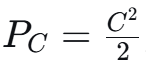 $P_C = \frac{C^2}{2}$